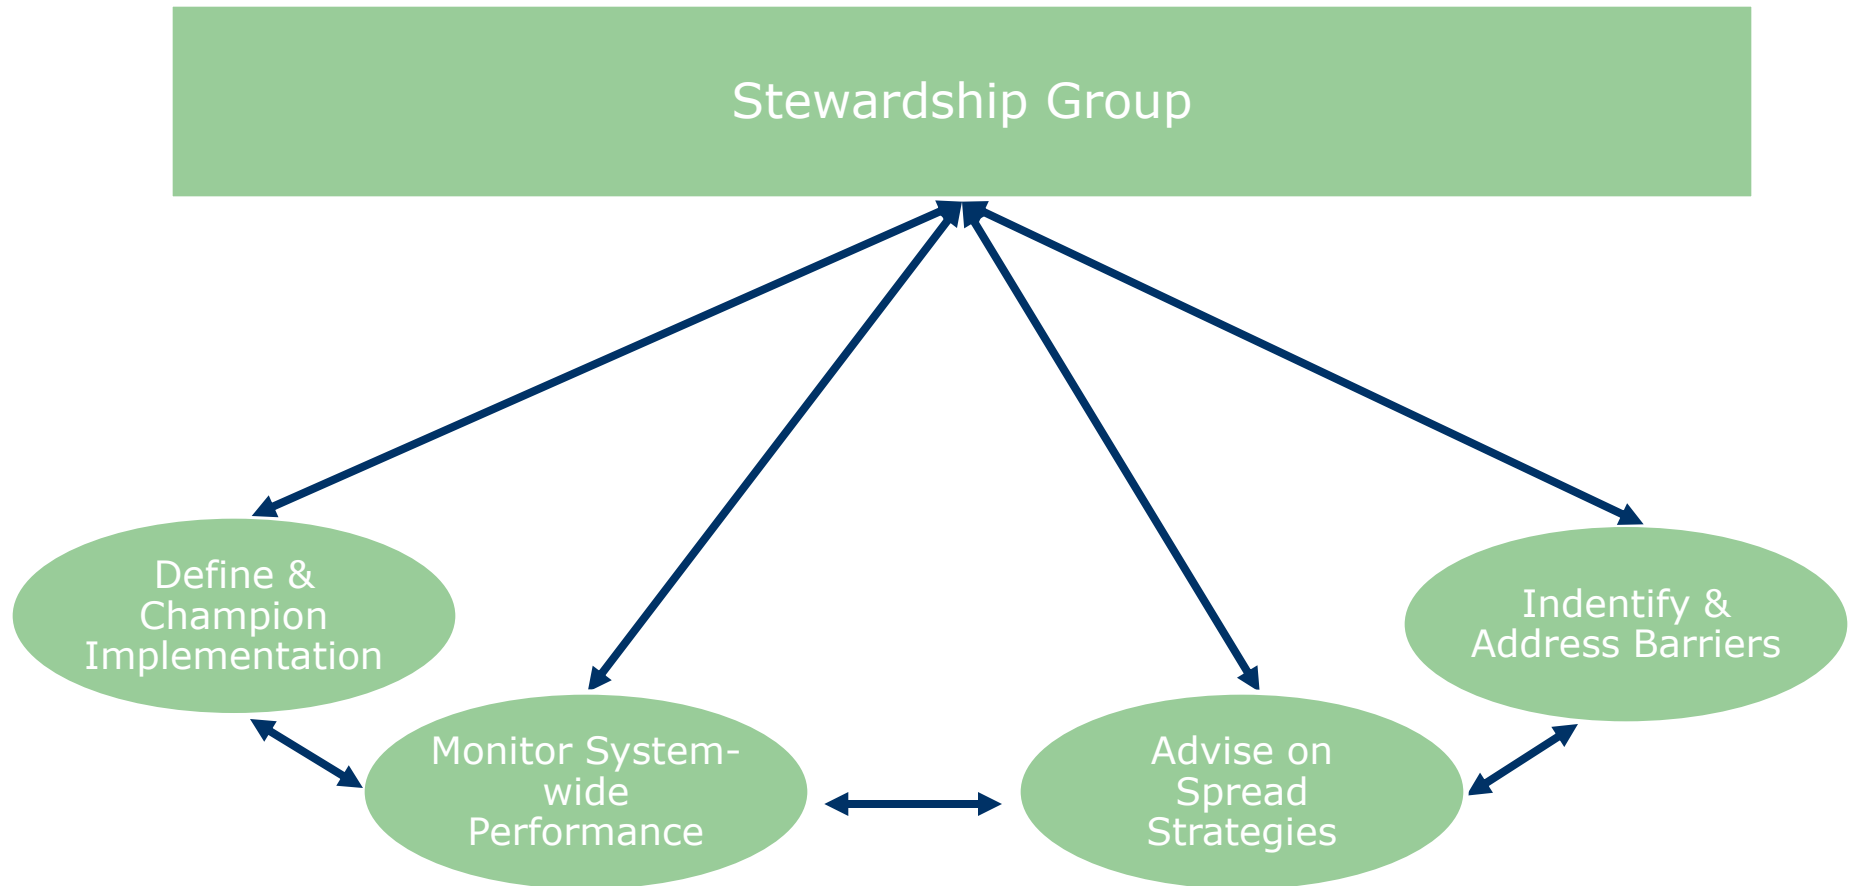 Stewardship Group
Define &
Champion
Implementation
Monitor System-
wide
Performance
Advise on
Spread
Strategies
Indentify &
Address Barriers